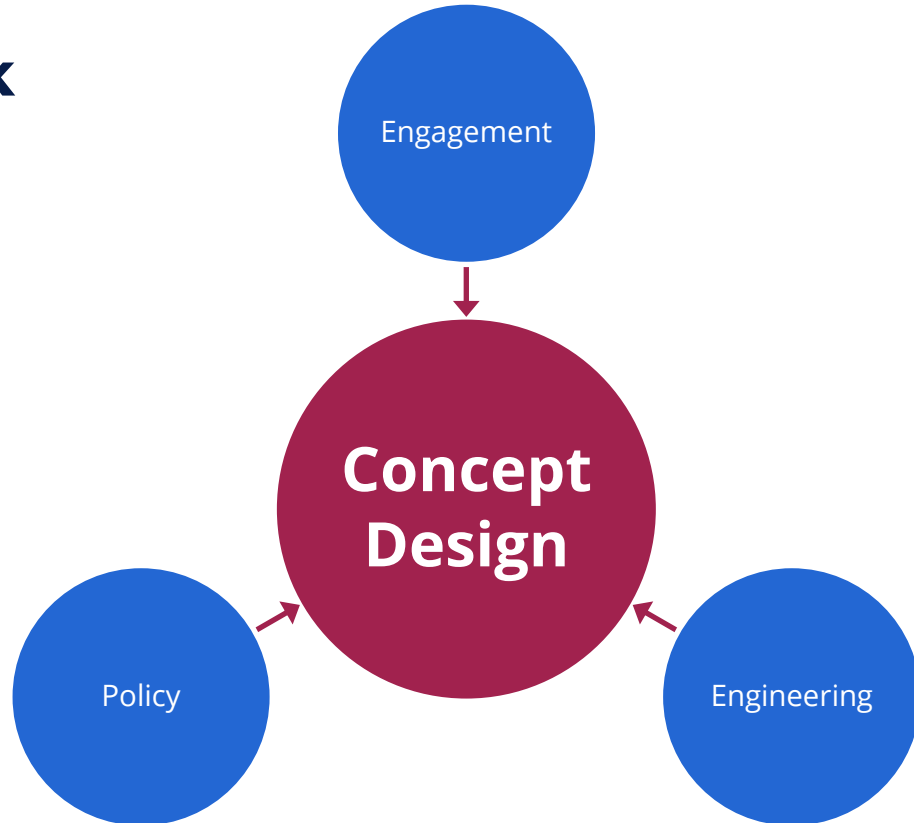 k
Engagement
Concept
Design
Policy
Engineering